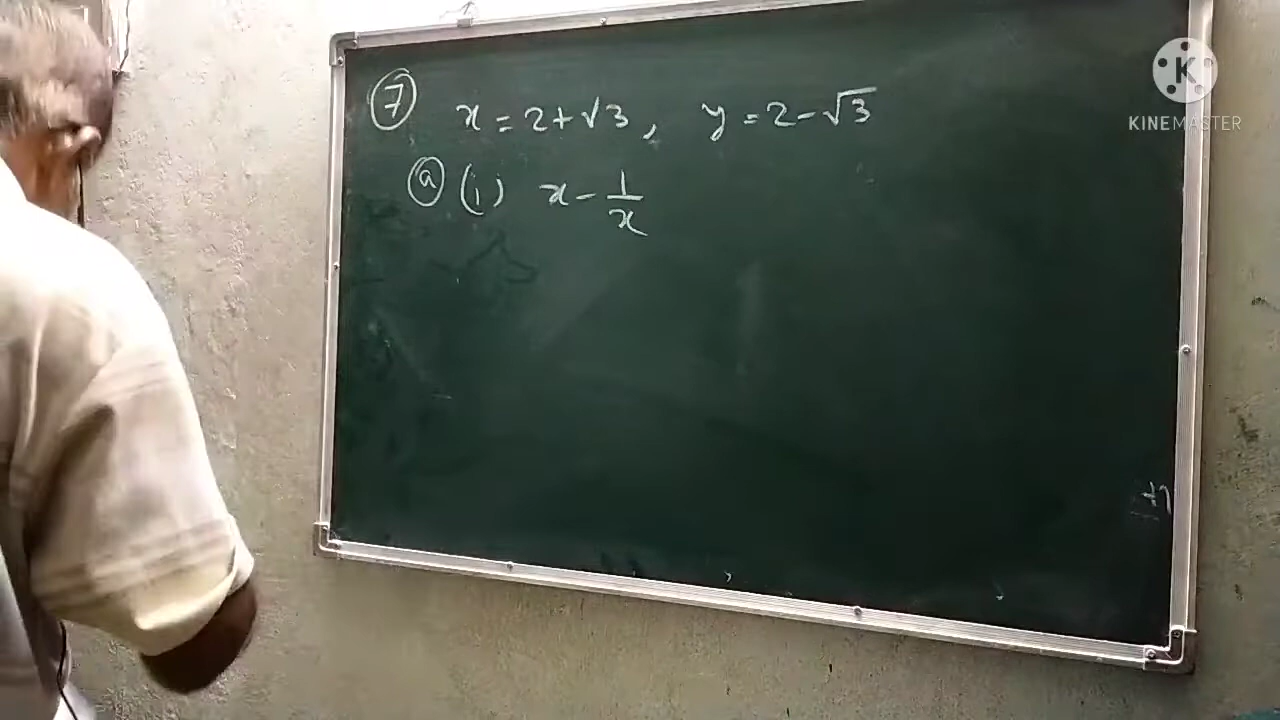 ⑦ x = 2+√3, y = 2-√3
ⓐ (i) x - 1/x
K
KINEMASTER